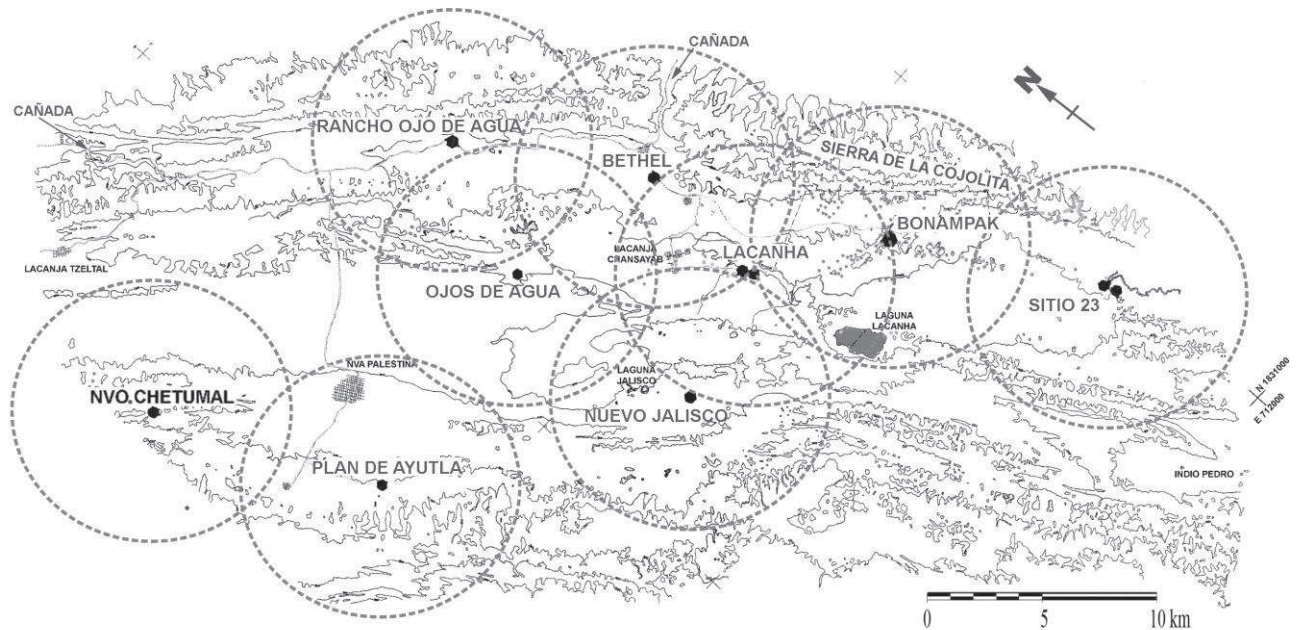 CAÑADA
N
CAÑADA
RANCHO OJO DE AGUA
BETHEL
SIERRA DE LA COJOLITA
BONAMPAK
LACANJA TZELTAL
LACANJA
CHANSAYAB
LACANHA
OJOS DE AGUA
SITIO 23
LAGUNA
LACANHA
NVA PALESTINA
LAGUNA
JALISCO
NVO. CHETUMAL
NUEVO JALISCO
N 1831000
E 712000
PLAN DE AYUTLA
INDIO PEDRO
0 5 10 km